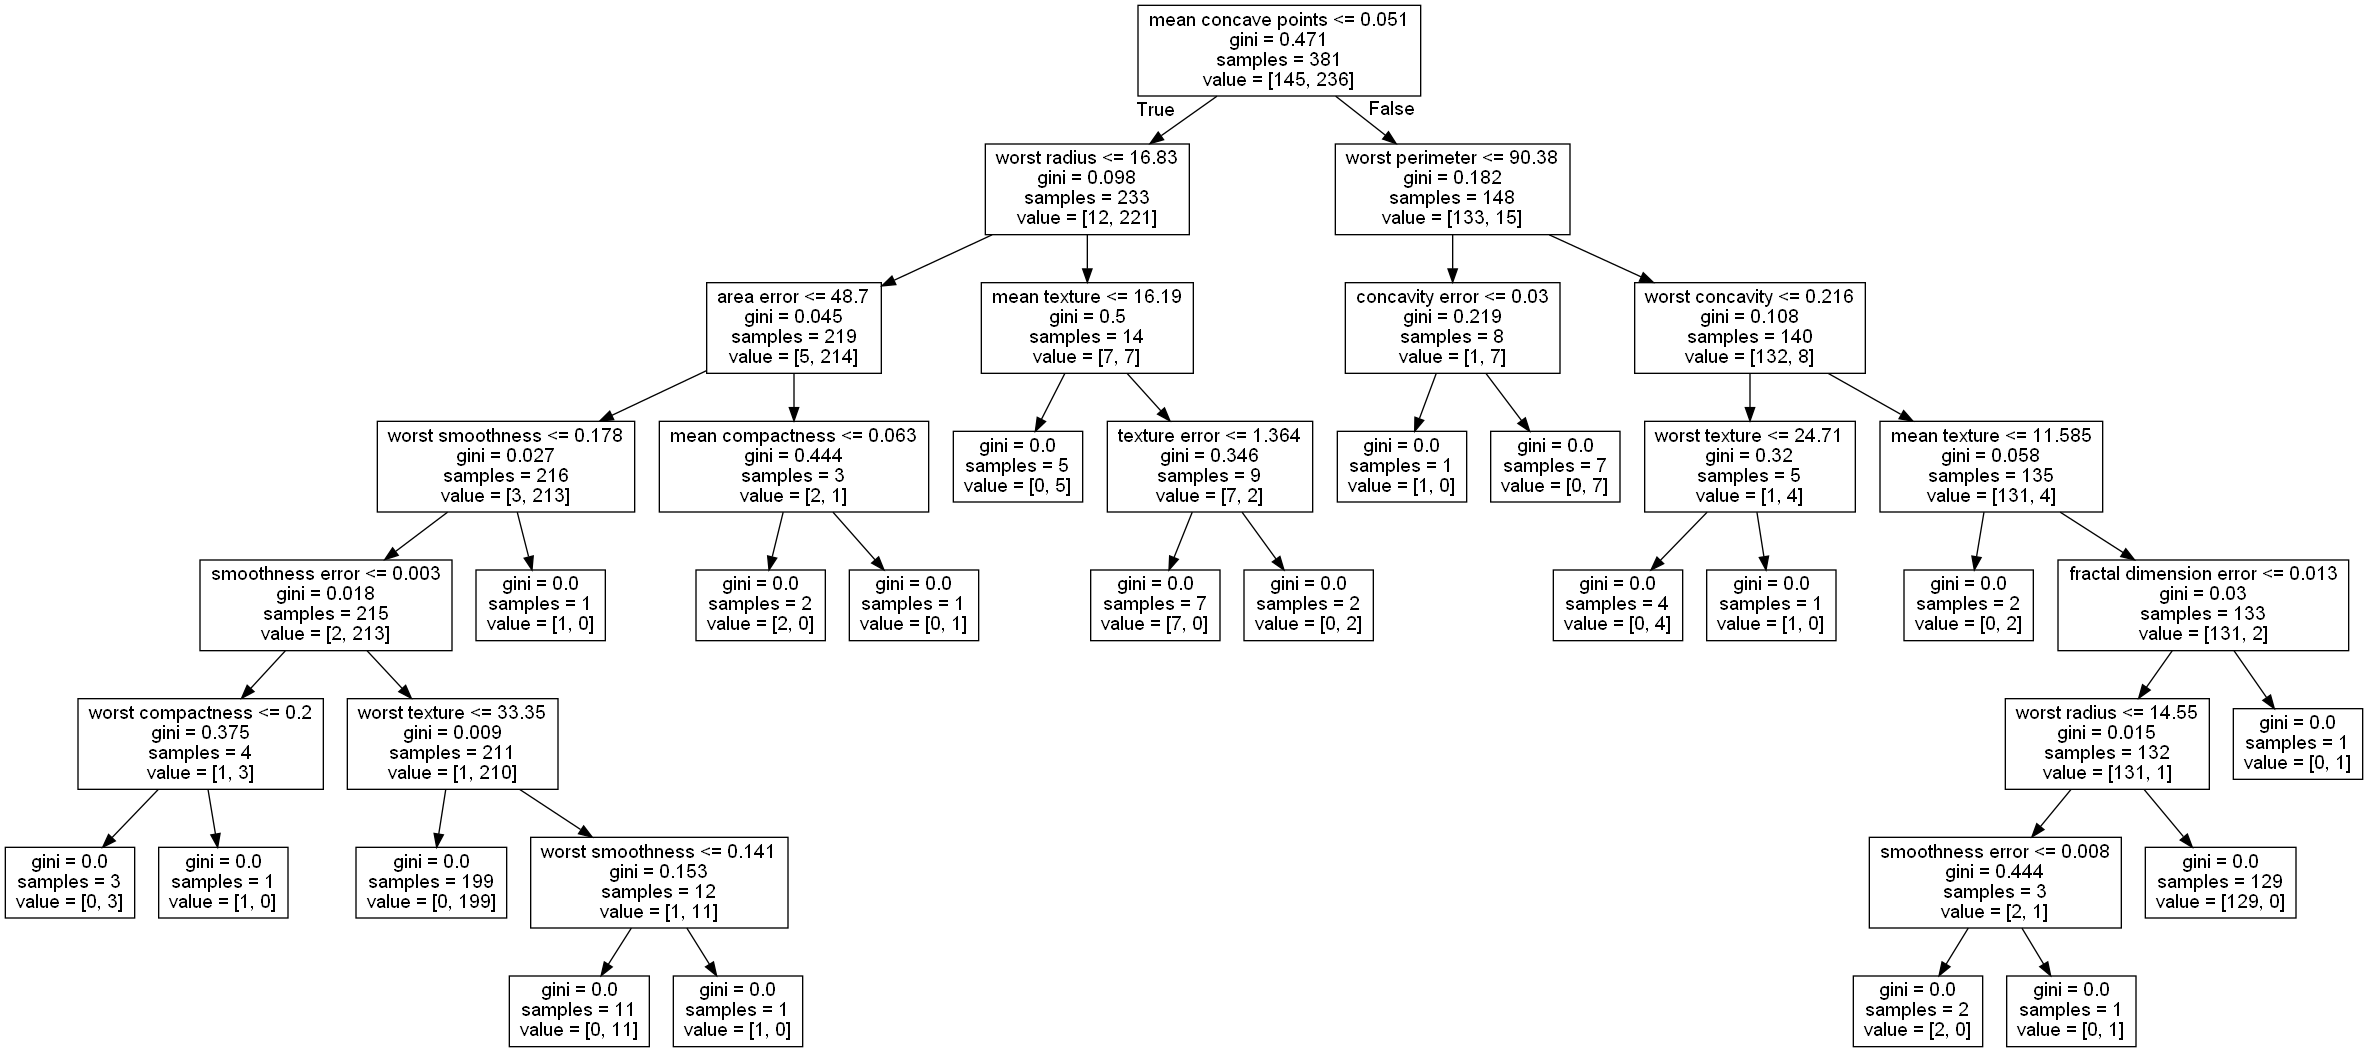 mean concave points <= 0.051
gini = 0.471
samples = 381
value = [145, 236]
True
False
worst radius <= 16.83
gini = 0.098
samples = 233
value = [12, 221]
worst perimeter <= 90.38
gini = 0.182
samples = 148
value = [133, 15]
area error <= 48.7
gini = 0.045
samples = 219
value = [5, 214]
mean texture <= 16.19
gini = 0.5
samples = 14
value = [7, 7]
concavity error <= 0.03
gini = 0.219
samples = 8
value = [1, 7]
worst concavity <= 0.216
gini = 0.108
samples = 140
value = [132, 8]
worst smoothness <= 0.178
gini = 0.027
samples = 216
value = [3, 213]
mean compactness <= 0.063
gini = 0.444
samples = 3
value = [2, 1]
gini = 0.0
samples = 5
value = [0, 5]
texture error <= 1.364
gini = 0.346
samples = 9
value = [7, 2]
gini = 0.0
samples = 1
value = [1, 0]
gini = 0.0
samples = 7
value = [0, 7]
worst texture <= 24.71
gini = 0.32
samples = 5
value = [1, 4]
mean texture <= 11.585
gini = 0.058
samples = 135
value = [131, 4]
smoothness error <= 0.003
gini = 0.018
samples = 215
value = [2, 213]
gini = 0.0
samples = 1
value = [1, 0]
gini = 0.0
samples = 2
value = [2, 0]
gini = 0.0
samples = 1
value = [0, 1]
gini = 0.0
samples = 7
value = [7, 0]
gini = 0.0
samples = 2
value = [0, 2]
gini = 0.0
samples = 4
value = [0, 4]
gini = 0.0
samples = 1
value = [1, 0]
gini = 0.0
samples = 2
value = [0, 2]
fractal dimension error <= 0.013
gini = 0.03
samples = 133
value = [131, 2]
worst compactness <= 0.2
gini = 0.375
samples = 4
value = [1, 3]
worst texture <= 33.35
gini = 0.009
samples = 211
value = [1, 210]
worst radius <= 14.55
gini = 0.015
samples = 132
value = [131, 1]
gini = 0.0
samples = 1
value = [0, 1]
gini = 0.0
samples = 3
value = [0, 3]
gini = 0.0
samples = 1
value = [1, 0]
gini = 0.0
samples = 199
value = [0, 199]
worst smoothness <= 0.141
gini = 0.153
samples = 12
value = [1, 11]
smoothness error <= 0.008
gini = 0.444
samples = 3
value = [2, 1]
gini = 0.0
samples = 129
value = [129, 0]
gini = 0.0
samples = 11
value = [0, 11]
gini = 0.0
samples = 1
value = [1, 0]
gini = 0.0
samples = 2
value = [2, 0]
gini = 0.0
samples = 1
value = [0, 1]